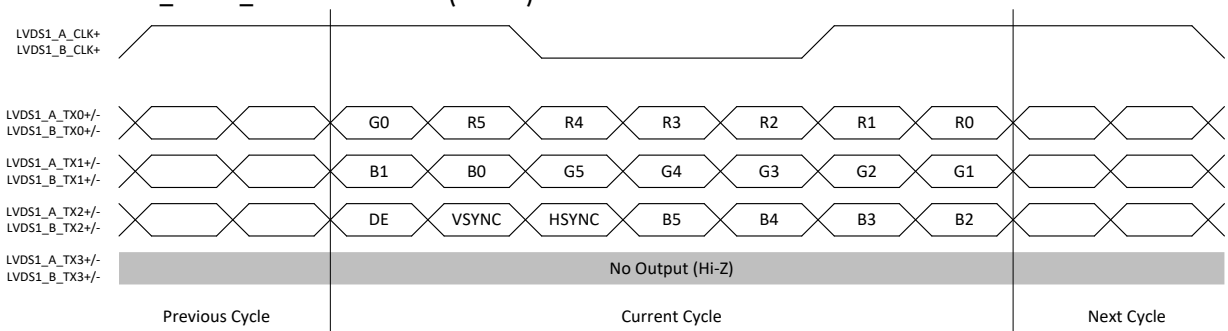 LVDS1_A_CLK+
LVDS1_B_CLK+
LVDS1_A_TX0+/-
LVDS1_B_TX0+/-
G0 R5 R4 R3 R2 R1 R0
LVDS1_A_TX1+/-
LVDS1_B_TX1+/-
B1 B0 G5 G4 G3 G2 G1
LVDS1_A_TX2+/-
LVDS1_B_TX2+/-
DE VSYNC HSYNC B5 B4 B3 B2
LVDS1_A_TX3+/-
LVDS1_B_TX3+/-
No Output (Hi-Z)
Previous Cycle Current Cycle Next Cycle